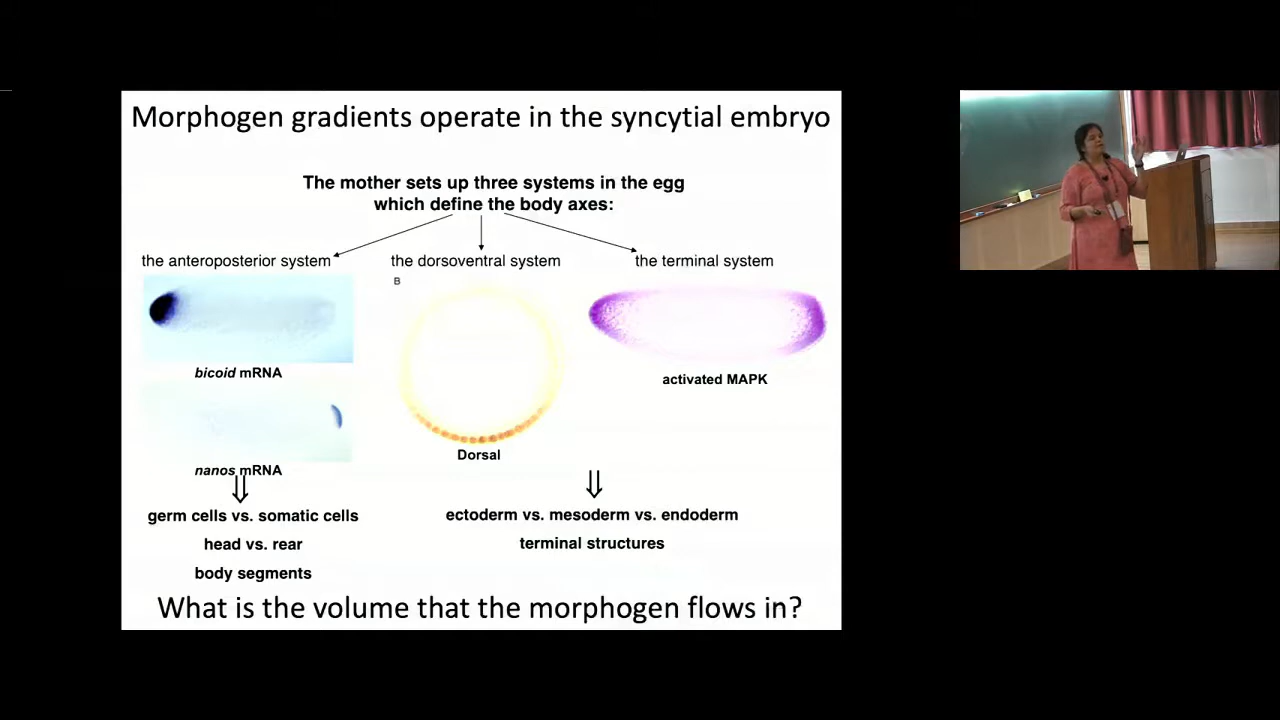 Morphogen gradients operate in the syncytial embryo
The mother sets up three systems in the egg
which define the body axes:
the anteroposterior system
the dorsoventral system
the terminal system
B
bicoid mRNA
activated MAPK
Dorsal
nanos mRNA
germ cells vs. somatic cells
head vs. rear
body segments
ectoderm vs. mesoderm vs. endoderm
terminal structures
What is the volume that the morphogen flows in?